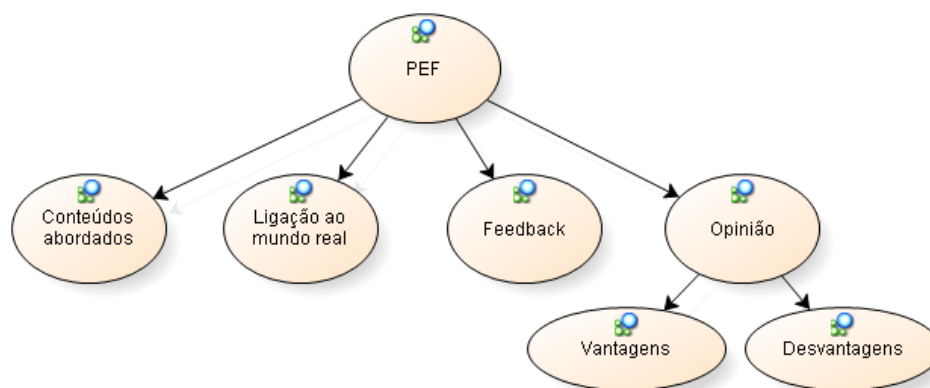 PEF
Conteúdos
abordados
Ligação ao
mundo real
Feedback
Opinião
Vantagens
Desvantagens